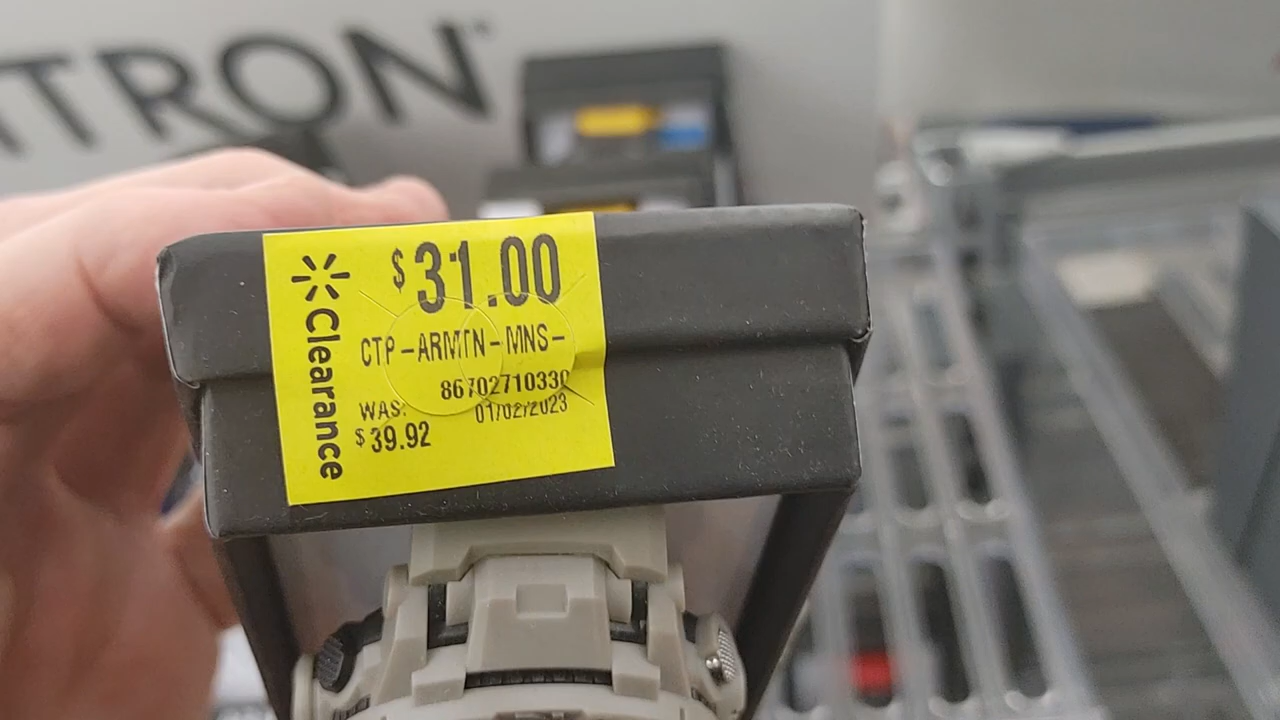 TRON
$31.00
Clearance
CTP-ARMTN-MNS-
86702710330
WAS: 01/02/2023
$39.92